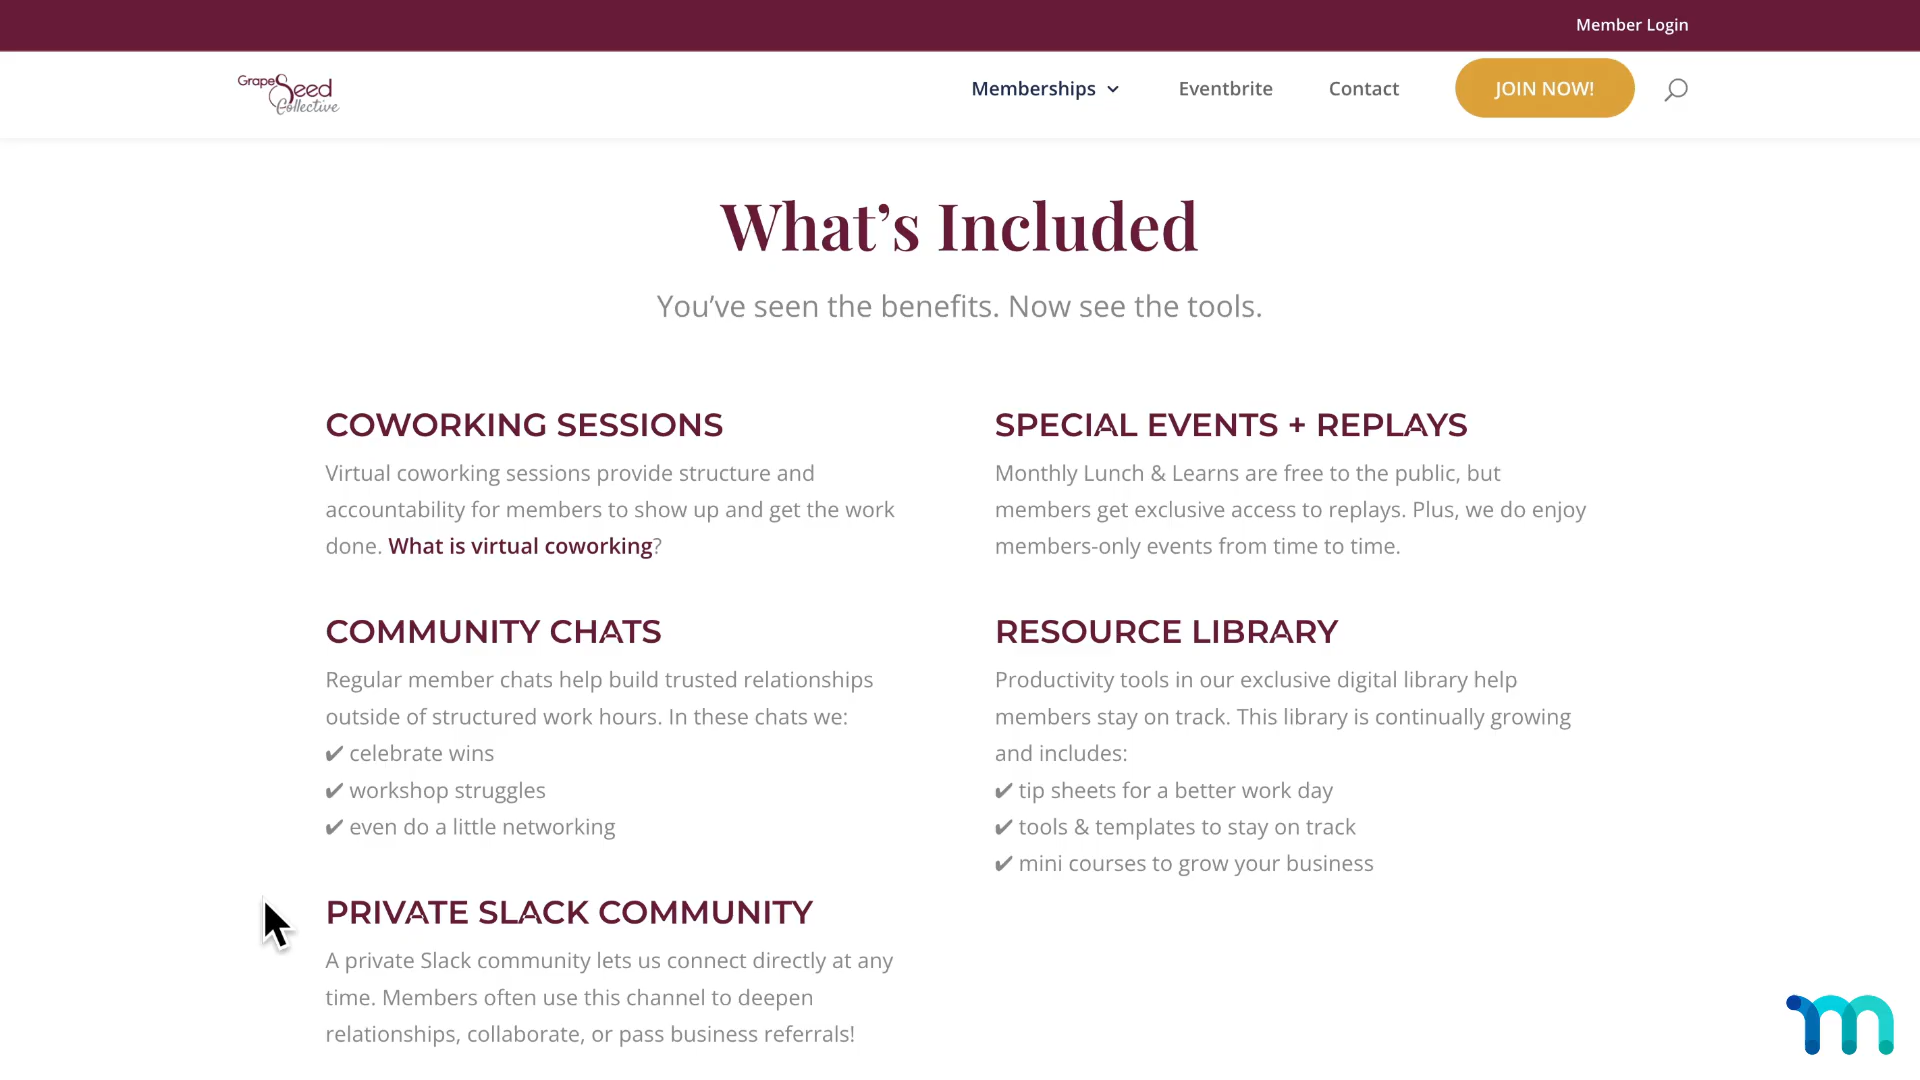 Member Login
GrapeSeed
Collective
Memberships
Eventbrite
Contact
JOIN NOW!
What’s Included
You’ve seen the benefits. Now see the tools.
COWORKING SESSIONS
Virtual coworking sessions provide structure and
accountability for members to show up and get the work
done. What is virtual coworking?
COMMUNITY CHATS
Regular member chats help build trusted relationships
outside of structured work hours. In these chats we:
✔ celebrate wins
✔ workshop struggles
✔ even do a little networking
PRIVATE SLACK COMMUNITY
A private Slack community lets us connect directly at any
time. Members often use this channel to deepen
relationships, collaborate, or pass business referrals!
SPECIAL EVENTS + REPLAYS
Monthly Lunch & Learns are free to the public, but
members get exclusive access to replays. Plus, we do enjoy
members-only events from time to time.
RESOURCE LIBRARY
Productivity tools in our exclusive digital library help
members stay on track. This library is continually growing
and includes:
✔ tip sheets for a better work day
✔ tools & templates to stay on track
✔ mini courses to grow your business
m